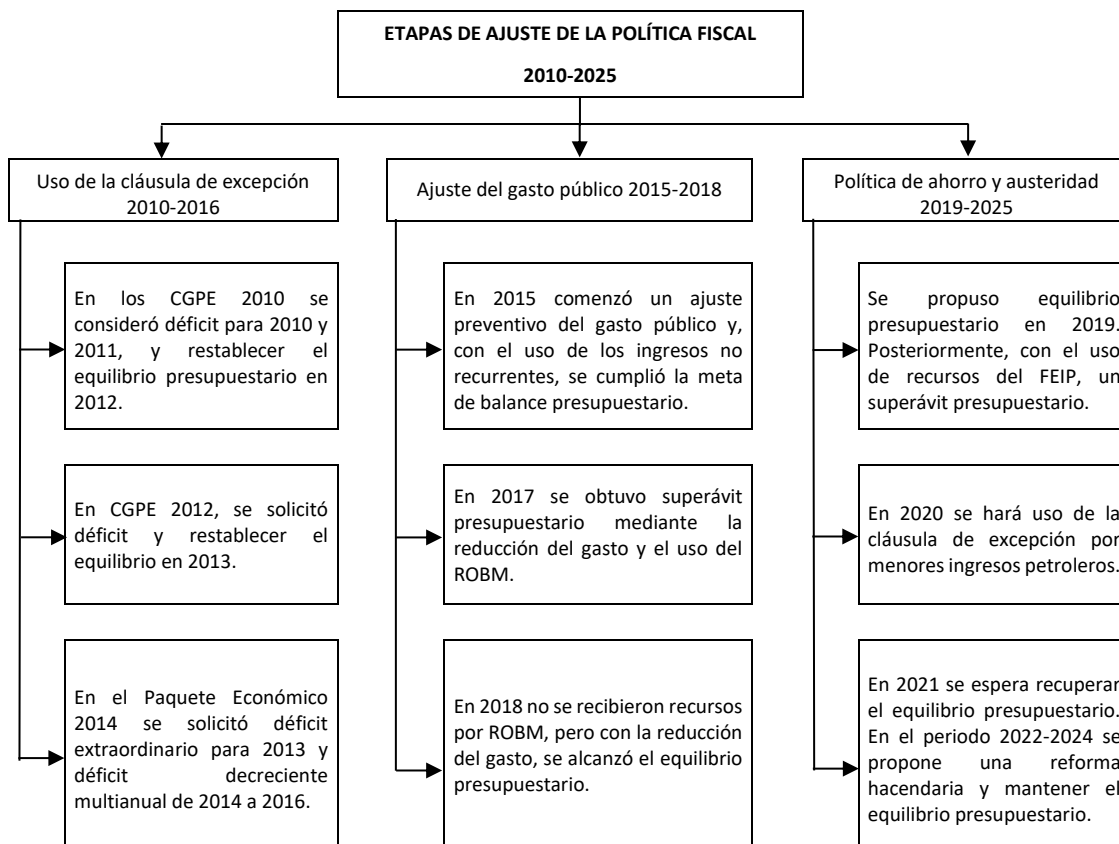 ETAPAS DE AJUSTE DE LA POLÍTICA FISCAL
2010-2025
Uso de la cláusula de excepción
2010-2016
En los CGPE 2010 se
consideró déficit para 2010 y
2011, y restablecer el
equilibrio presupuestario en
2012.
En CGPE 2012, se solicitó
déficit y restablecer el
equilibrio en 2013.
En el Paquete Económico
2014 se solicitó déficit
extraordinario para 2013 y
déficit decreciente
multianual de 2014 a 2016.
Ajuste del gasto público 2015-2018
En 2015 comenzó un ajuste
preventivo del gasto público y,
con el uso de los ingresos no
recurrentes, se cumplió la meta
de balance presupuestario.
En 2017 se obtuvo superávit
presupuestario mediante la
reducción del gasto y el uso del
ROBM.
En 2018 no se recibieron recursos
por ROBM, pero con la reducción
del gasto, se alcanzó el equilibrio
presupuestario.
Política de ahorro y austeridad
2019-2025
Se propuso equilibrio
presupuestario en 2019.
Posteriormente, con el uso
de recursos del FEIP, un
superávit presupuestario.
En 2020 se hará uso de la
cláusula de excepción por
menores ingresos petroleros.
En 2021 se espera recuperar
el equilibrio presupuestario.
En el periodo 2022-2024 se
propone una reforma
hacendaria y mantener el
equilibrio presupuestario.